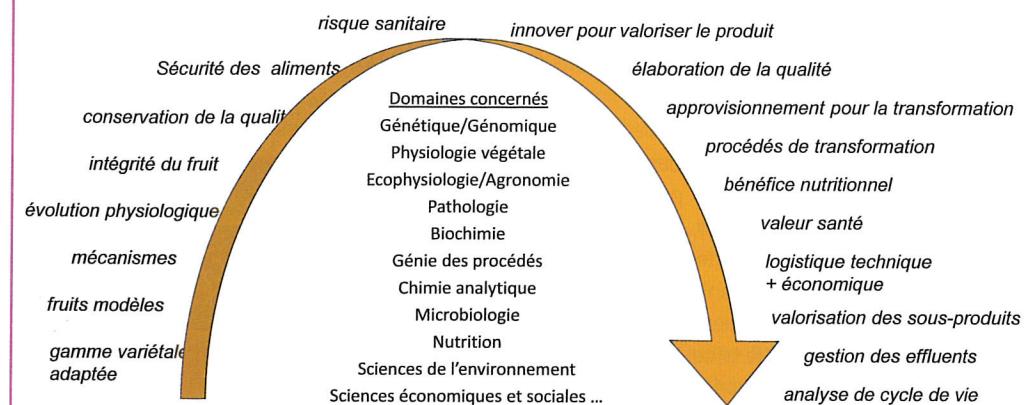 risque sanitaire
innover pour valoriser le produit
Sécurité des aliments
élaboration de la qualité
Domaines concernés
approvisionnement pour la transformation
conservation de la qualit
Génétique/Génomique
procédés de transformation
intégrité du fruit
Physiologie végétale
Ecophysiologie/Agronomie
bénéfice nutritionnel
évolution physiologique
Pathologie
valeur santé
Biochimie
mécanismes
Génie des procédés
logistique technique
+ économique
Chimie analytique
fruits modèles
Microbiologie
valorisation des sous-produits
Nutrition
gamme variétale
adaptée
gestion des effluents
Sciences de l'environnement
analyse de cycle de vie
Sciences économiques et sociales ...